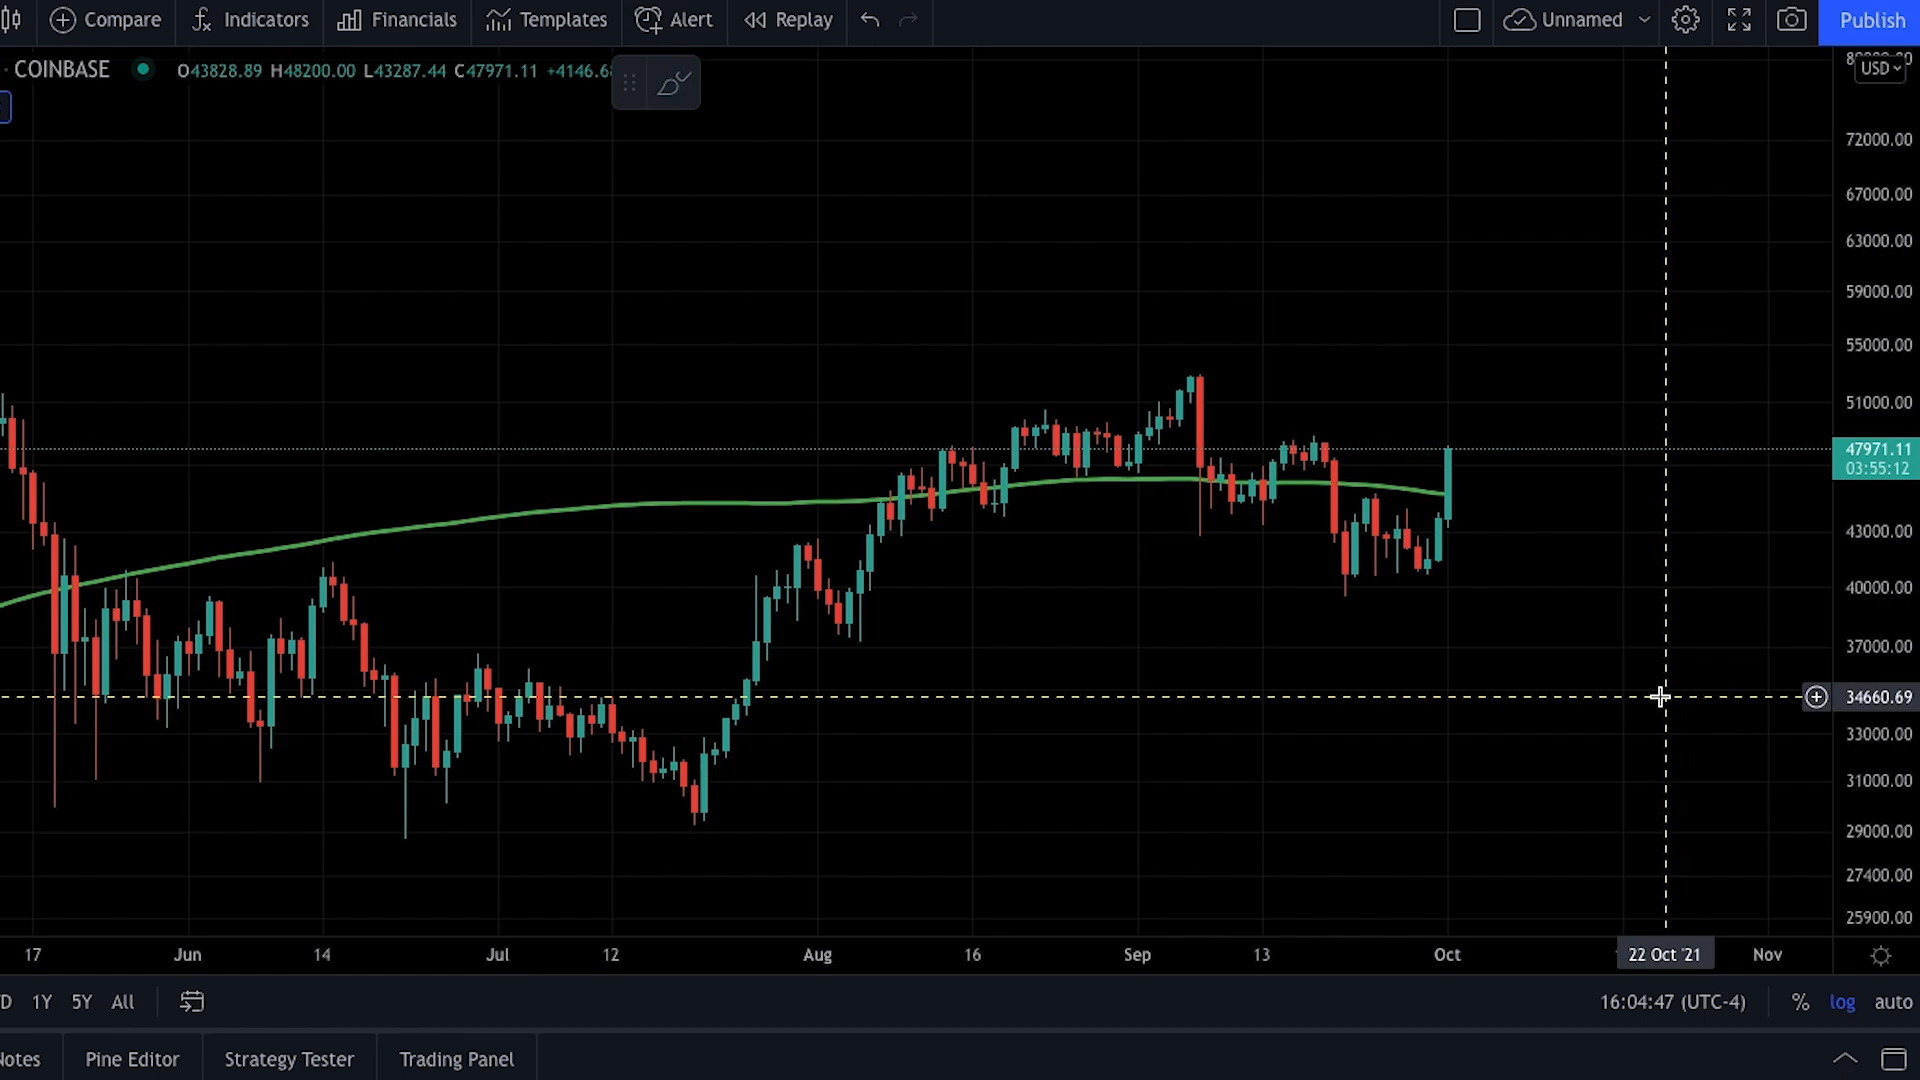 Compare Indicators Financials Templates Alert Replay Unnamed Publish
· COINBASE O43828.89 H48200.00 L43287.44 C47971.11 +4146.6
USD
72000.00
67000.00
63000.00
59000.00
55000.00
51000.00
47971.11
03:55:12
43000.00
40000.00
37000.00
34660.69
33000.00
31000.00
29000.00
27400.00
25900.00
17 Jun 14 Jul 12 Aug 16 Sep 13 Oct 22 Oct '21 Nov
D 1Y 5Y All 16:04:47 (UTC-4) % log auto
Notes Pine Editor Strategy Tester Trading Panel